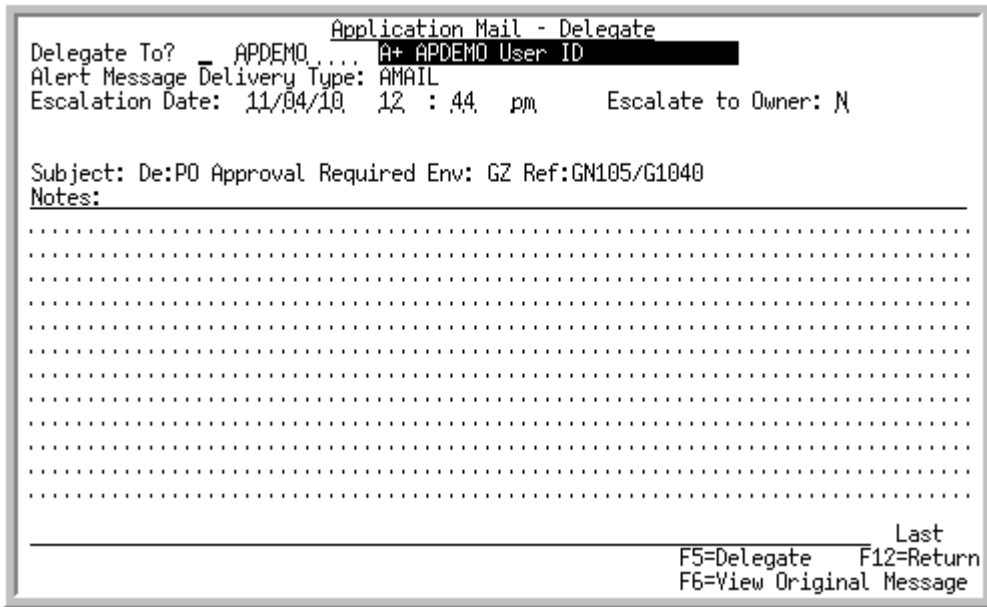 Application Mail - Delegate
Delegate To? _ APDEMO.... A+ APDEMO User ID
Alert Message Delivery Type: AMAIL
Escalation Date: 11/04/10 12 : 44 pm Escalate to Owner: N
Subject: De:PO Approval Required Env: GZ Ref:GN105/G1040
Notes:
Last
F5=Delegate F12=Return
F6=View Original Message